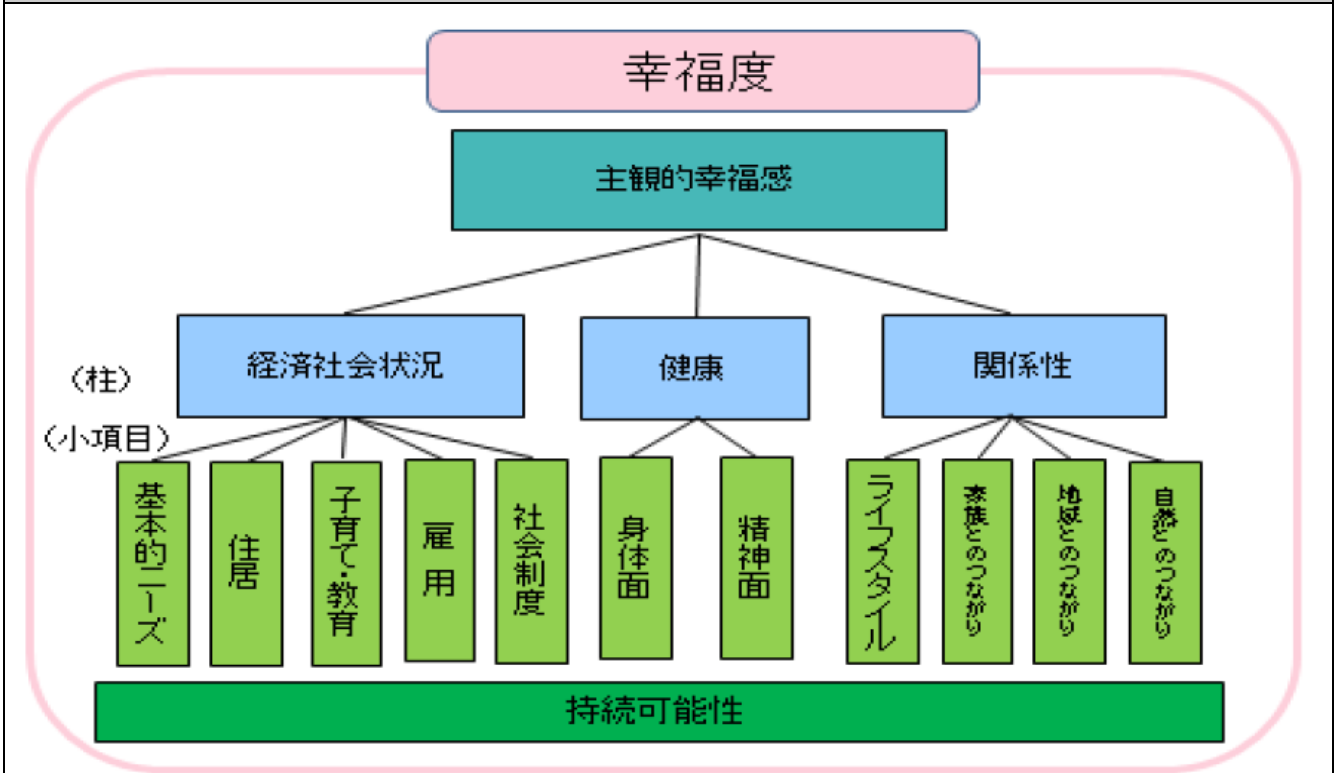 幸福度
主観的幸福感
経済社会状況
健康
関係性
（柱）
（小項目）
基本的ニーズ
住居
子育て・教育
雇用
社会制度
身体面
精神面
ライフスタイル
家族とのつながり
地域とのつながり
自然とのつながり
持続可能性